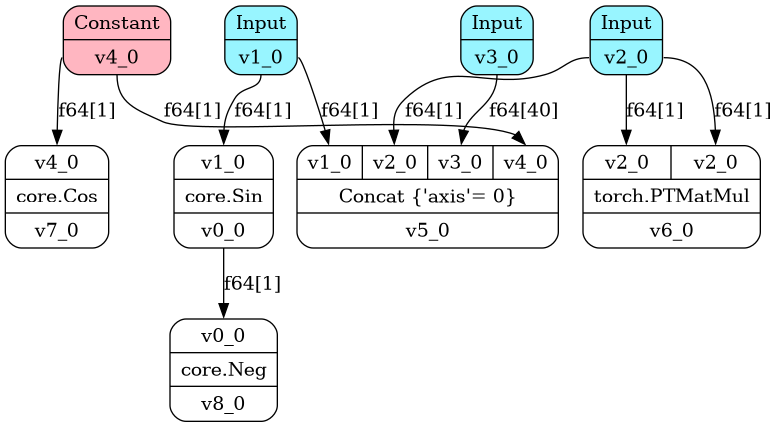 Constant
v4_0
Input
v1_0
Input
v3_0
Input
v2_0
f64[1]
f64[1]
f64[1]
f64[1]
f64[1]
f64[40]
f64[1]
f64[1]
v4_0
core.Cos
v7_0
v1_0
core.Sin
v0_0
v1_0 v2_0 v3_0 v4_0
Concat {'axis'= 0}
v5_0
v2_0 v2_0
torch.PTMatMul
v6_0
f64[1]
v0_0
core.Neg
v8_0